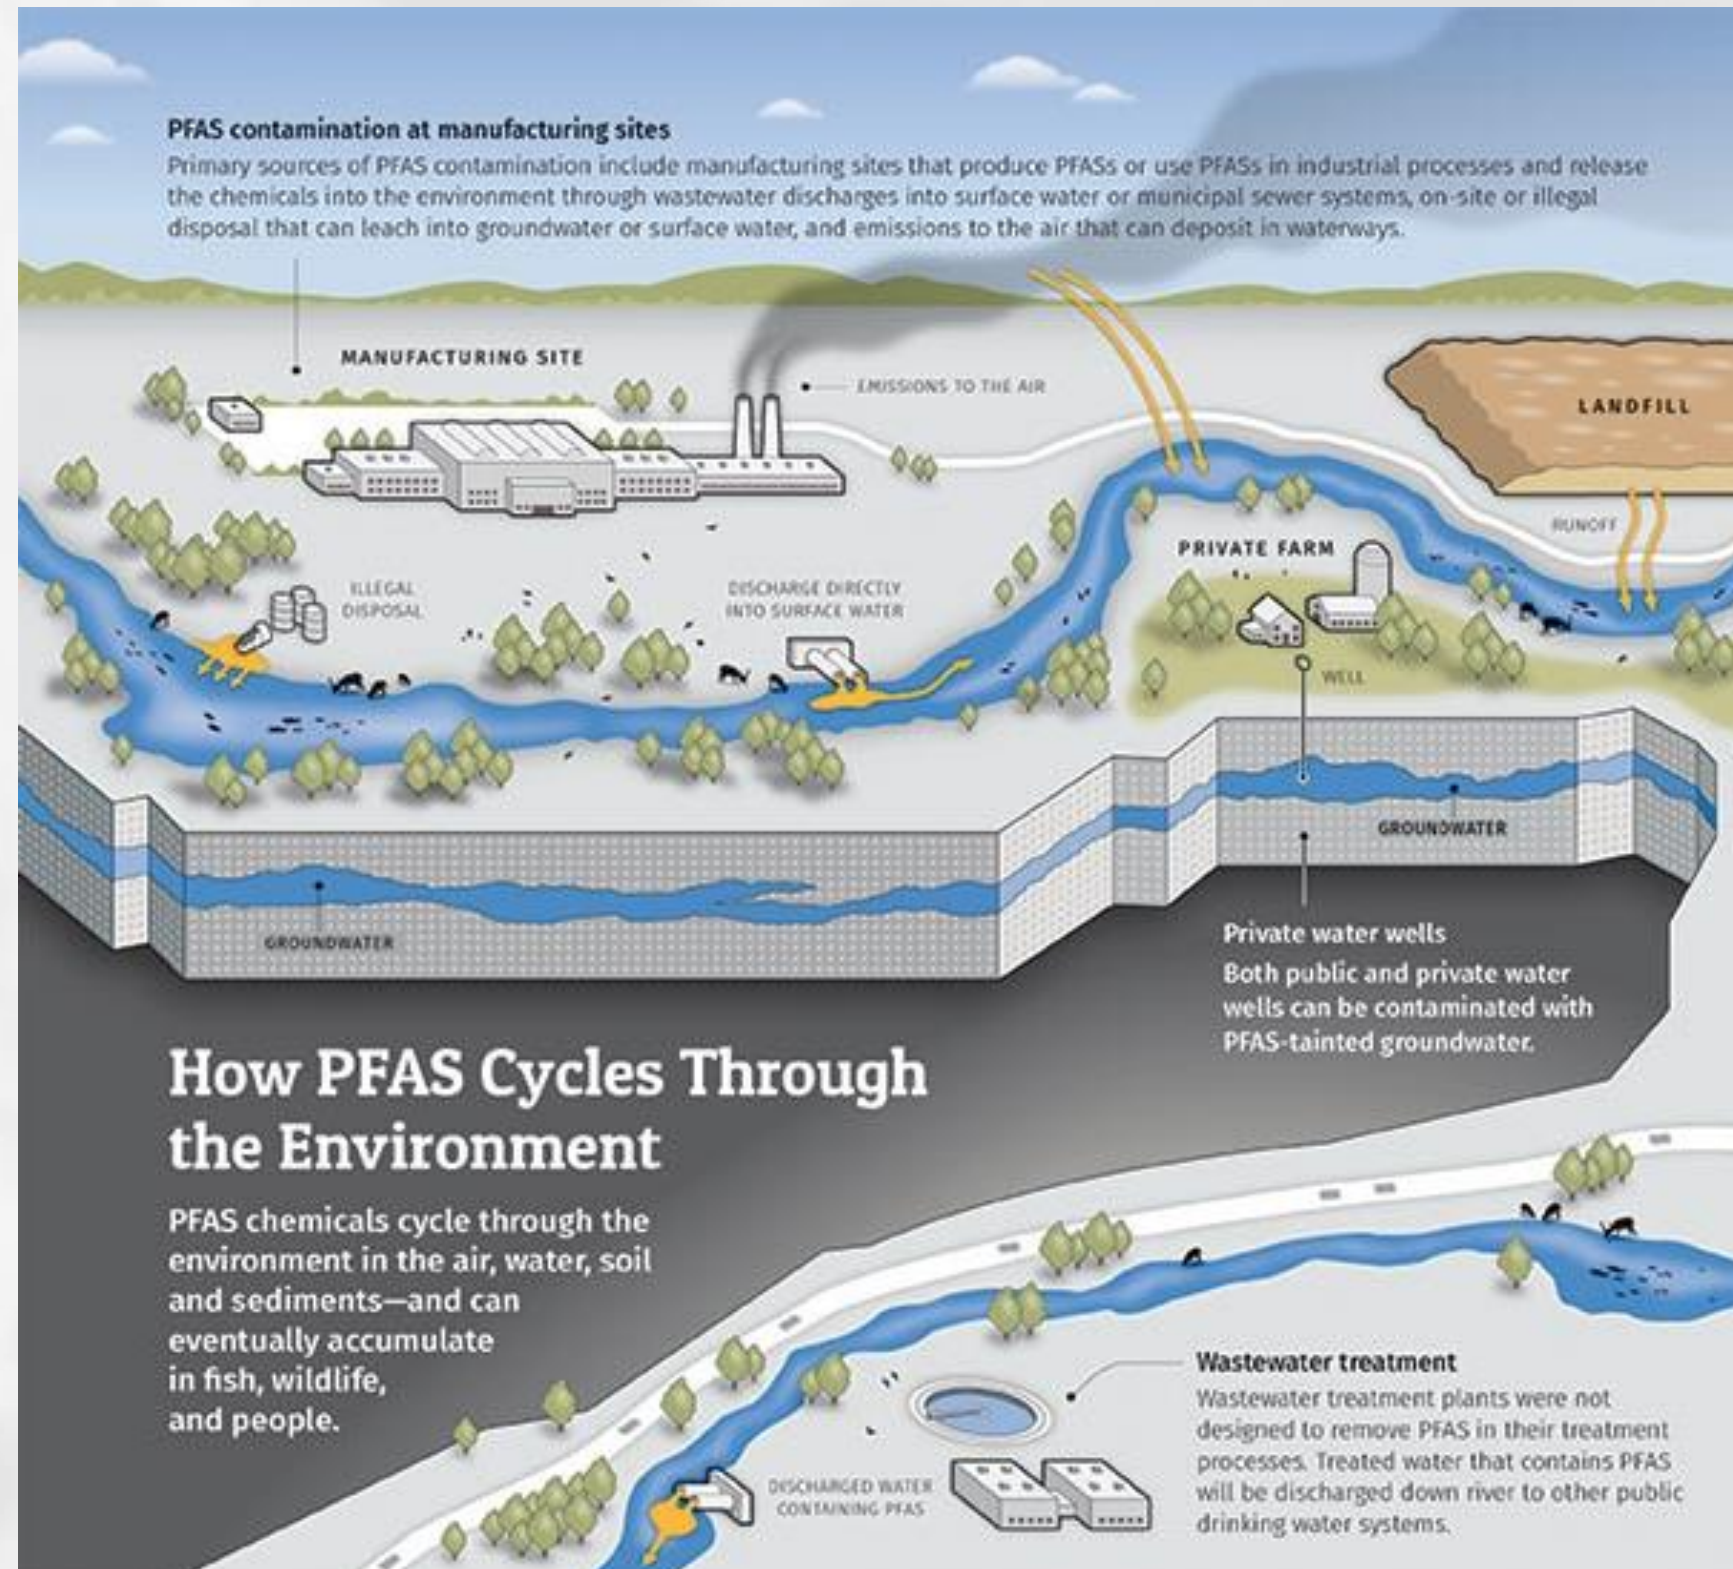 PFAS contamination at manufacturing sites
Primary sources of PFAS contamination include manufacturing sites that produce PFASs or use PFASs in industrial processes and release
the chemicals into the environment through wastewater discharges into surface water or municipal sewer systems, on-site or illegal
disposal that can leach into groundwater or surface water, and emissions to the air that can deposit in waterways.
MANUFACTURING SITE
EMISSIONS TO THE AIR
LANDFILL
RUNOFF
PRIVATE FARM
ILLEGAL
DISPOSAL
DISCHARGE DIRECTLY
INTO SURFACE WATER
WELL
GROUNDWATER
GROUNDWATER
Private water wells
Both public and private water
wells can be contaminated with
PFAS-tainted groundwater.
How PFAS Cycles Through
the Environment
PFAS chemicals cycle through the
environment in the air, water, soil
and sediments—and can
eventually accumulate
in fish, wildlife,
and people.
Wastewater treatment
Wastewater treatment plants were not
designed to remove PFAS in their treatment
processes. Treated water that contains PFAS
will be discharged down river to other public
drinking water systems.
DISCHARGED WATER
CONTAINING PFAS